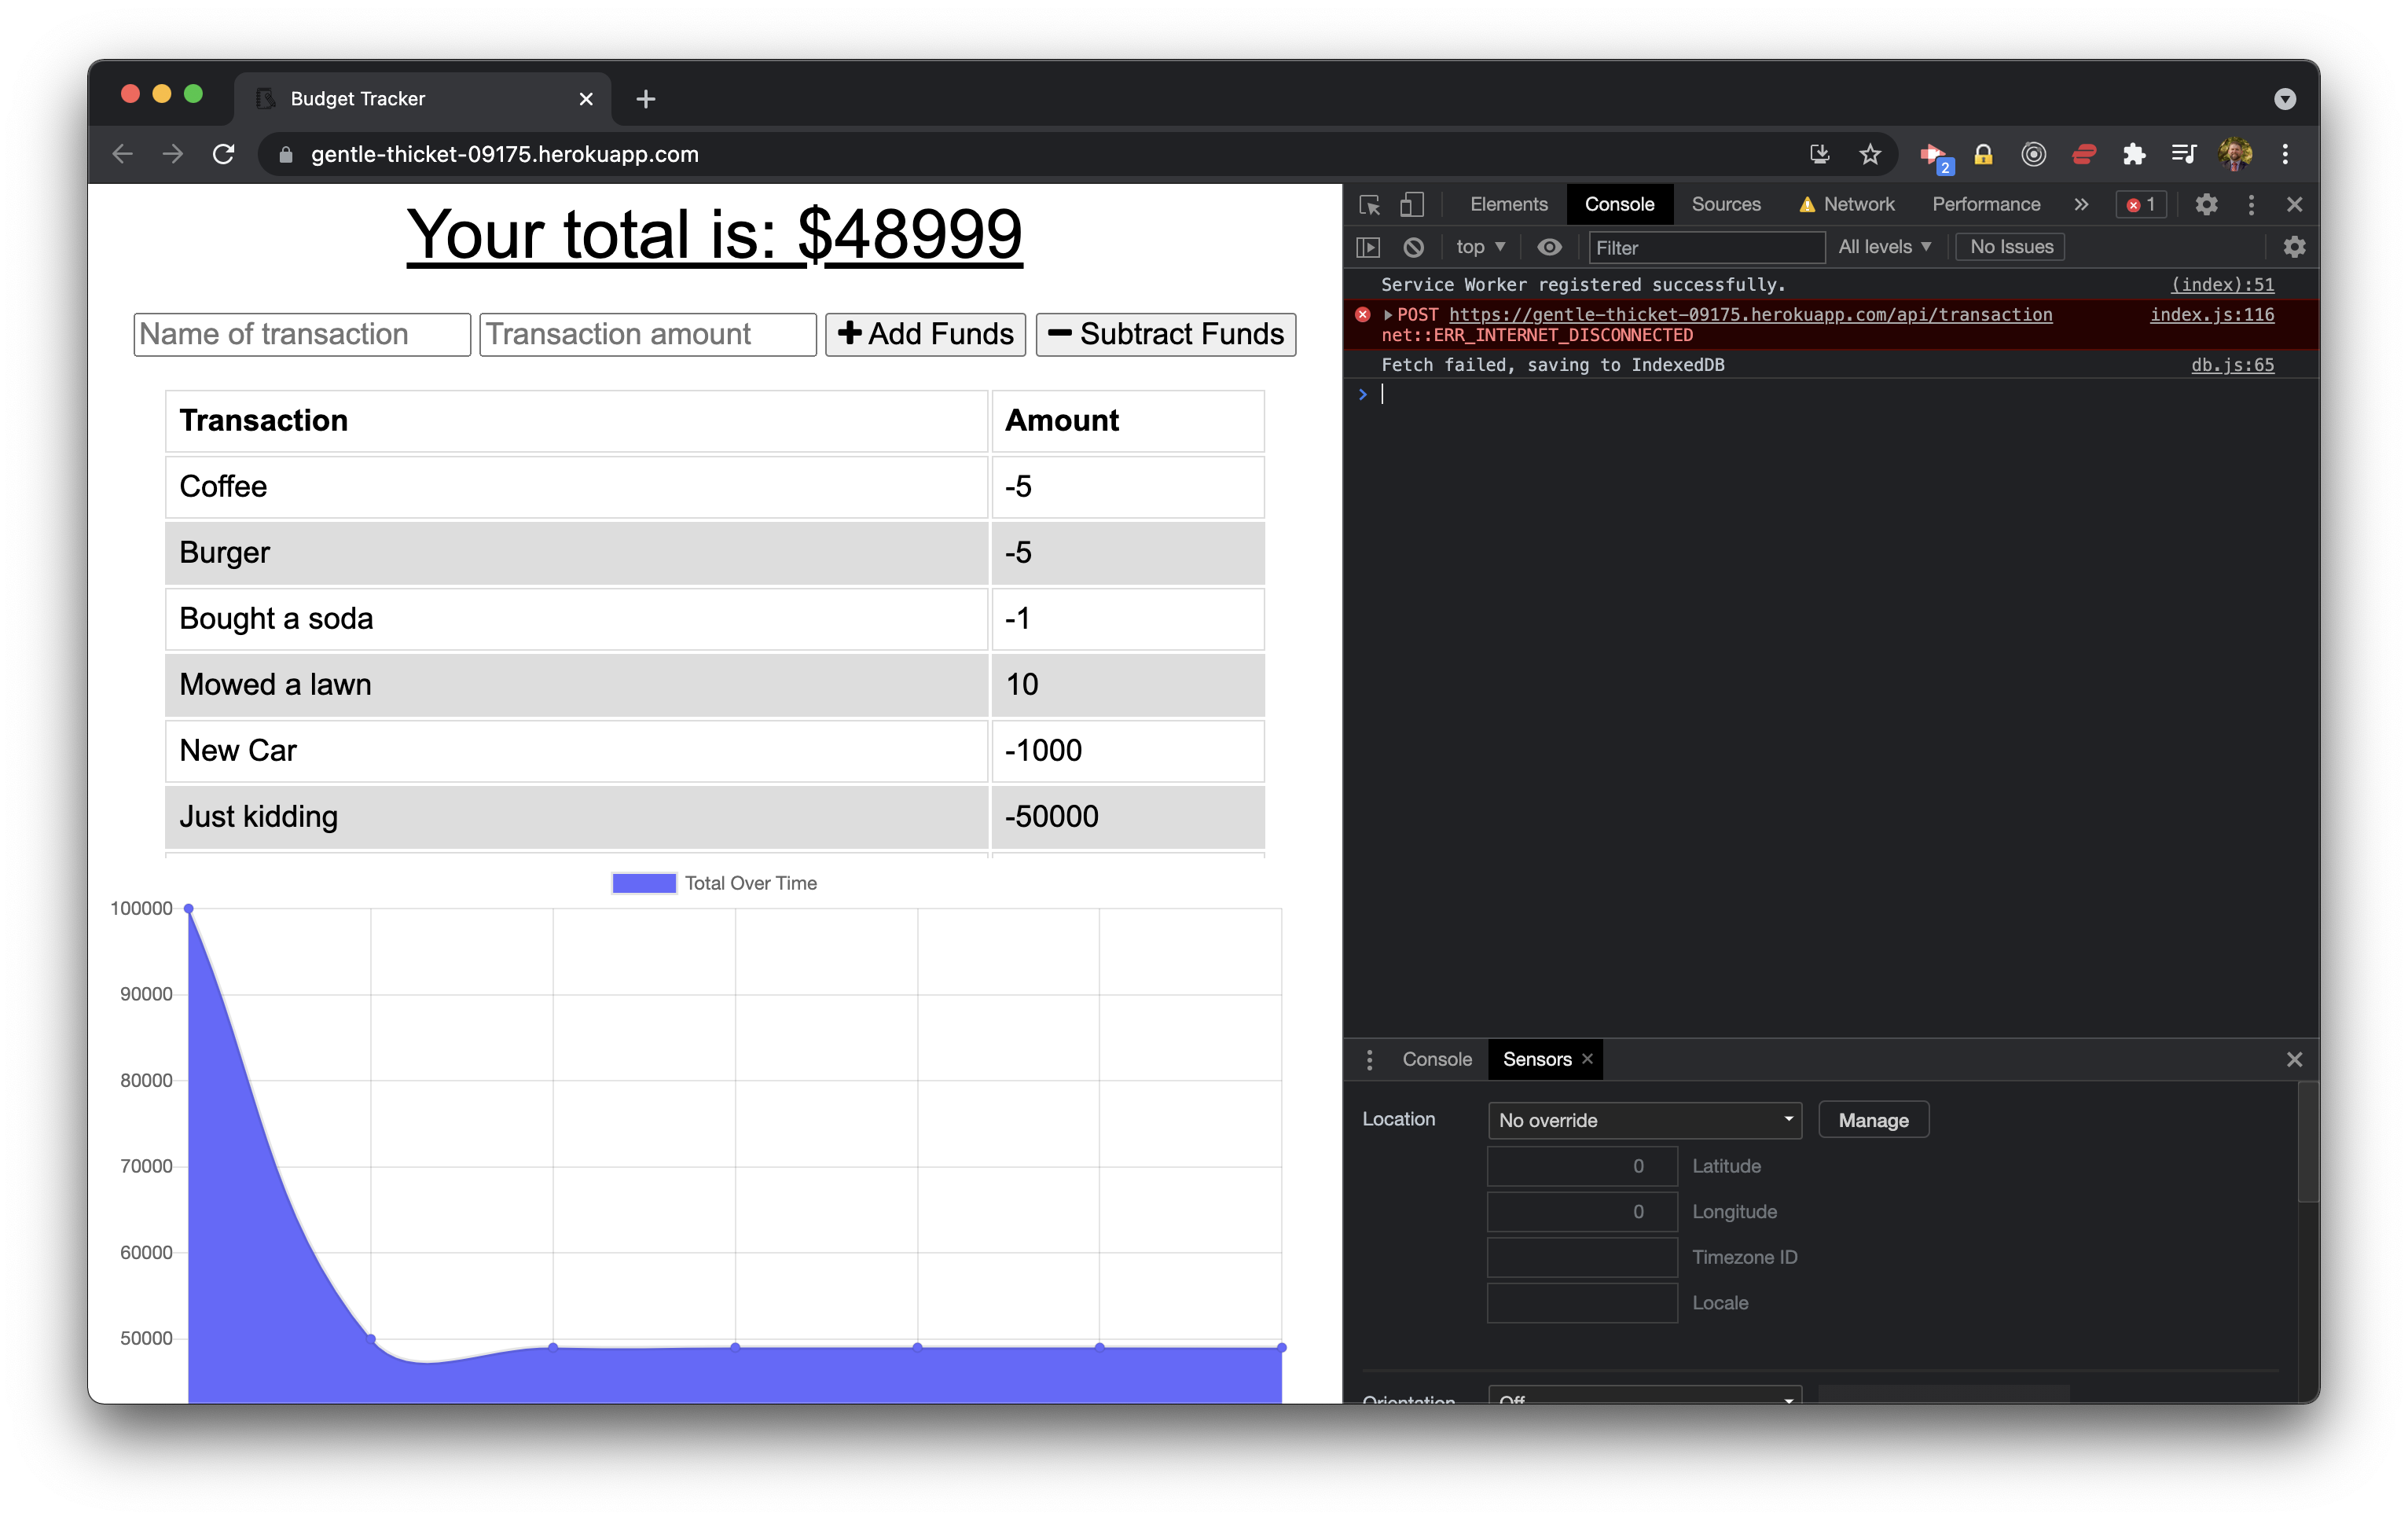 Budget Tracker
gentle-thicket-09175.herokuapp.com
2
Your total is: $48999
Name of transaction Transaction amount Add Funds Subtract Funds
Transaction Amount
Coffee -5
Burger -5
Bought a soda -1
Mowed a lawn 10
New Car -1000
Just kidding -50000
Total Over Time
100000
90000
80000
70000
60000
50000
Elements Console Sources Network Performance » 1
top Filter All levels No Issues
Service Worker registered successfully. (index):51
POST https://gentle-thicket-09175.herokuapp.com/api/transaction index.js:116
net::ERR_INTERNET_DISCONNECTED
Fetch failed, saving to IndexedDB db.js:65
>
Console Sensors
Location No override Manage
0 Latitude
0 Longitude
Timezone ID
Locale
Orientation Off